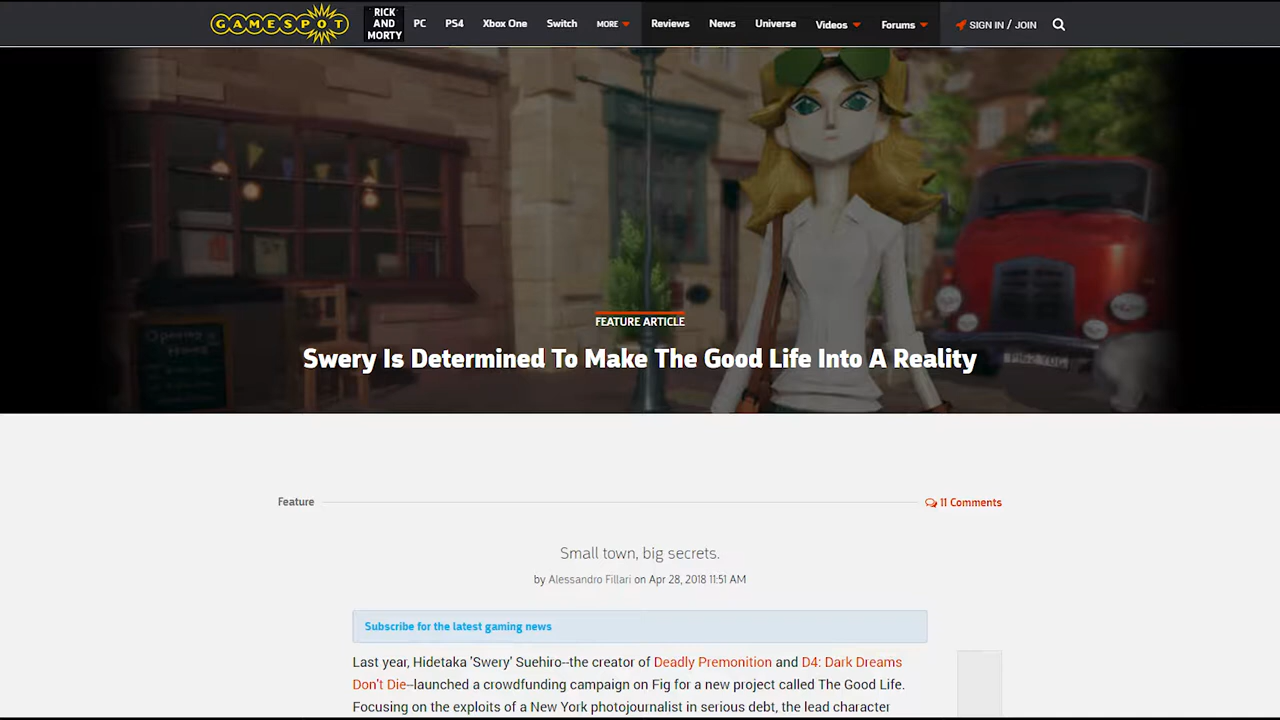 GAMESPOT
RICK
AND
MORTY
PC PS4 Xbox One Switch MORE Reviews News Universe Videos Forums SIGN IN / JOIN
FEATURE ARTICLE
Swery Is Determined To Make The Good Life Into A Reality
Feature
11 Comments
Small town, big secrets.
by Alessandro Fillari on Apr 28, 2018 11:51 AM
Subscribe for the latest gaming news
Last year, Hidetaka 'Swery' Suehiro--the creator of Deadly Premonition and D4: Dark Dreams
Don't Die--launched a crowdfunding campaign on Fig for a new project called The Good Life.
Focusing on the exploits of a New York photojournalist in serious debt, the lead character